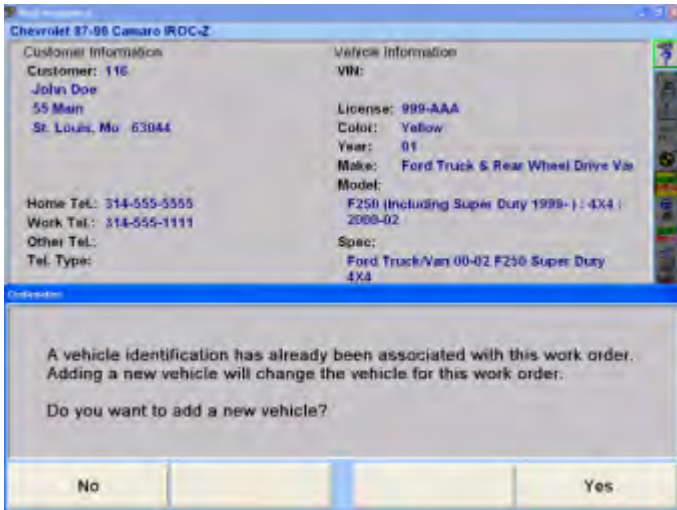 Chevrolet 87-90 Camaro IROC-Z
Customer Information
Customer: 116
John Doe
55 Main
St. Louis, Mo 63044
Home Tel.: 314-555-5555
Work Tel.: 314-555-1111
Other Tel.:
Tel. Type:
Vehicle Information
VIN:
License: 999-AAA
Color: Yellow
Year: 01
Make: Ford Truck & Rear Wheel Drive Van
Model:
F250 (Including Super Duty 1999- ) : 4X4 :
2000-02
Spec:
Ford Truck/Van 00-02 F250 Super Duty
4X4
Confirmation
A vehicle identification has already been associated with this work order.
Adding a new vehicle will change the vehicle for this work order.
Do you want to add a new vehicle?
No
Yes